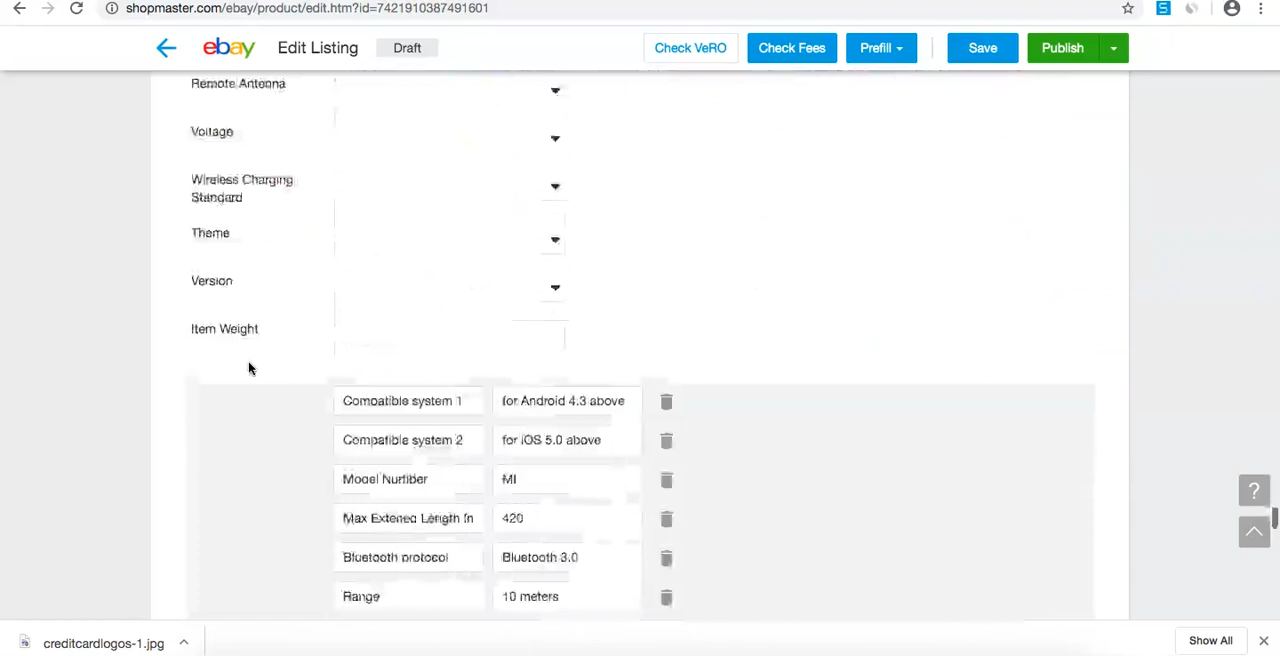 shopmaster.com/ebay/product/edit.htm?id=7421910387491601
ebay Edit Listing Draft Check VeRO Check Fees Prefill Save Publish
Remote Antenna
Voltage
Wireless Charging
Standard
Theme
Version
Item Weight
Compatible system 1 for Android 4.3 above
Compatible system 2 for iOS 5.0 above
Model Number MI
Max Extened Length In 420
Bluetooth protocol Bluetooth 3.0
Range 10 meters
?
creditcardlogos-1.jpg Show All